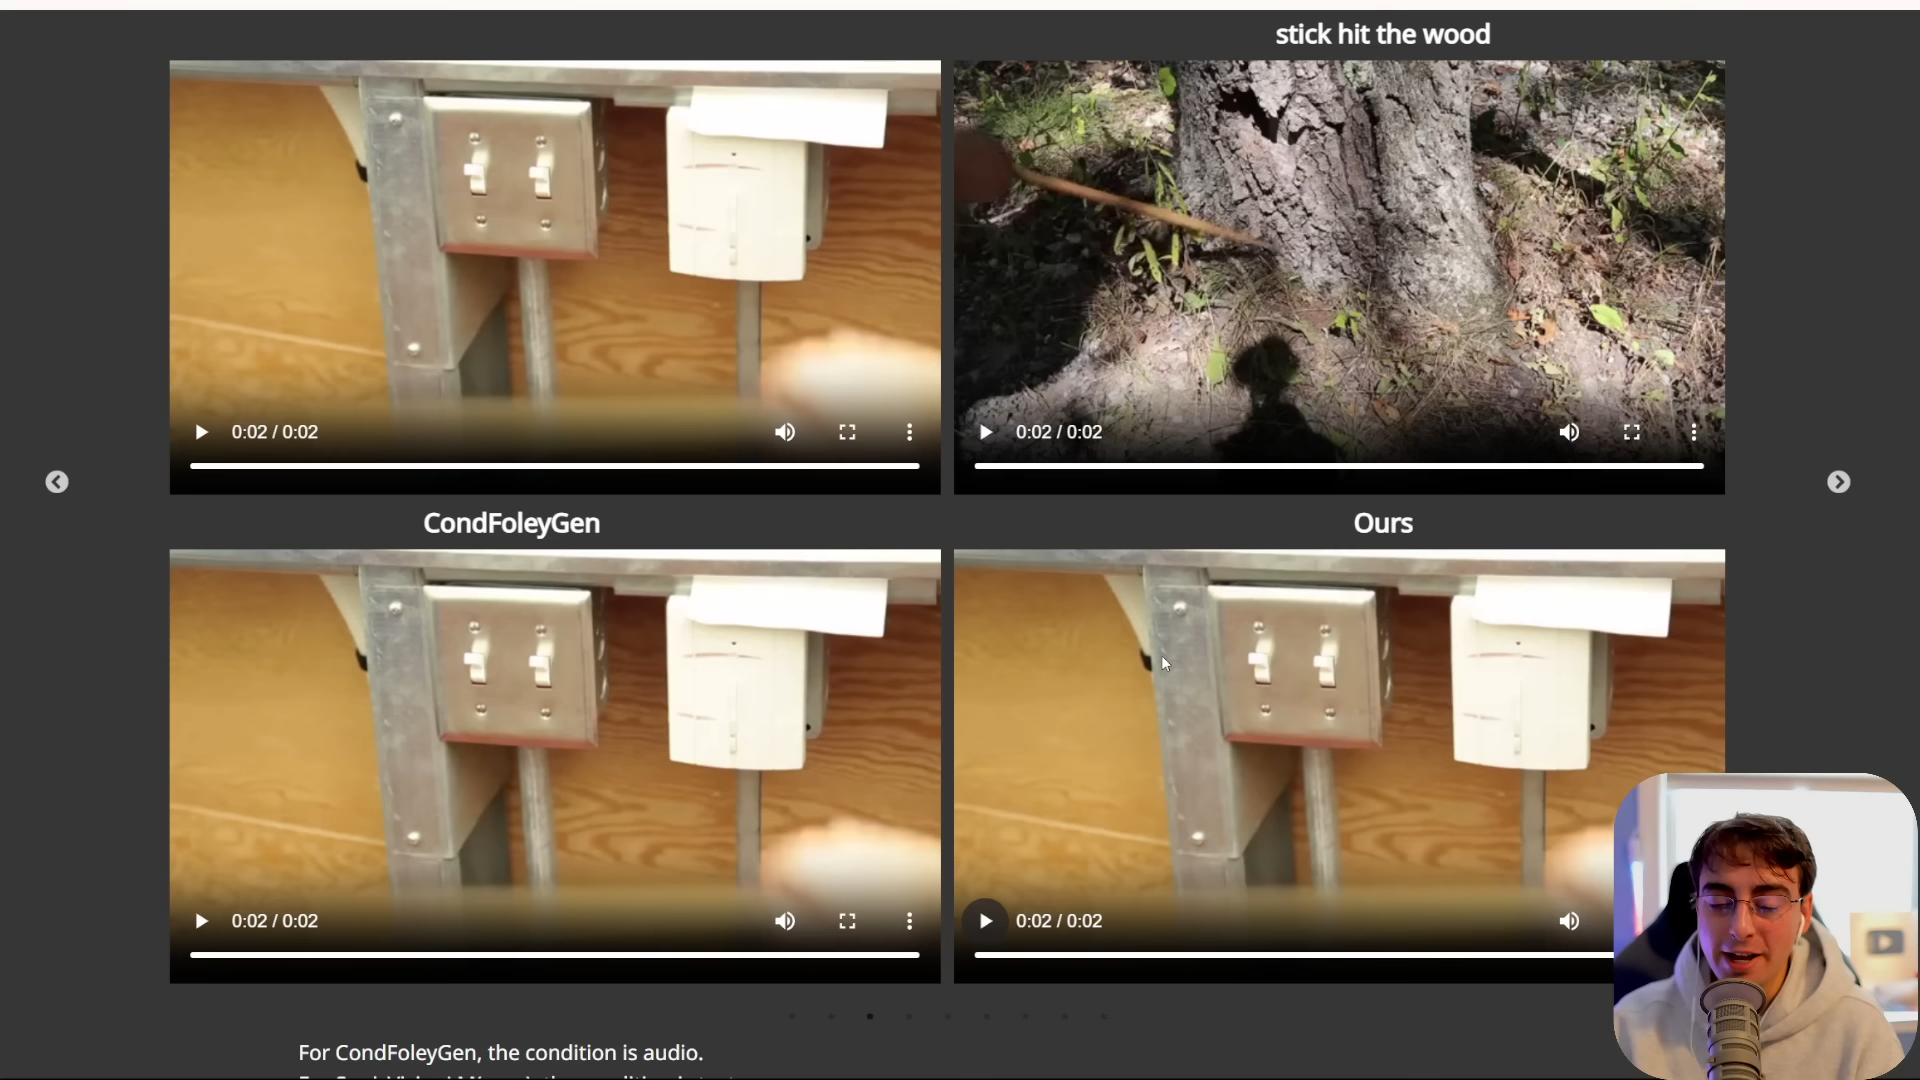 stick hit the wood
0:02 / 0:02
0:02 / 0:02
CondFoleyGen
Ours
0:02 / 0:02
0:02 / 0:02
For CondFoleyGen, the condition is audio.